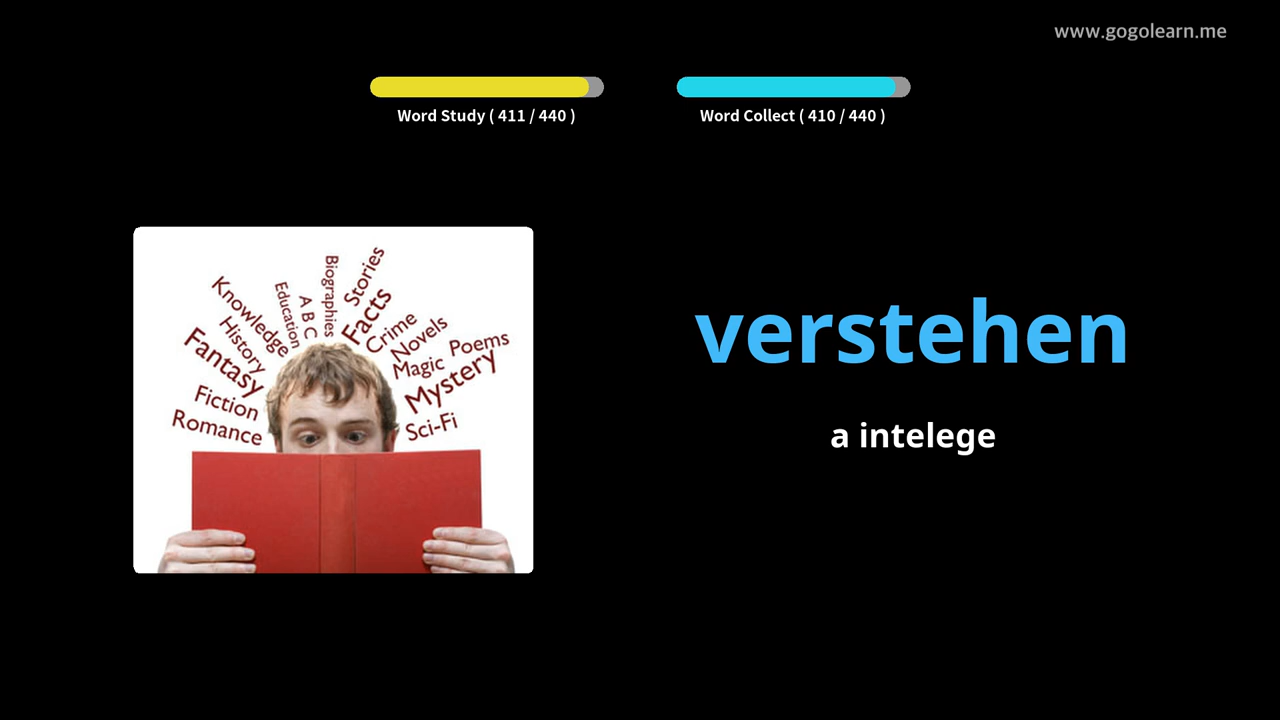 www.gogolearn.me
Word Study ( 411 / 440 )
Word Collect ( 410 / 440 )
Knowledge
Education
A B C
Biographies
Stories
Facts
History
Crime
Novels
Fantasy
Magic
Poems
Fiction
Mystery
Romance
Sci-Fi
verstehen
a intelege